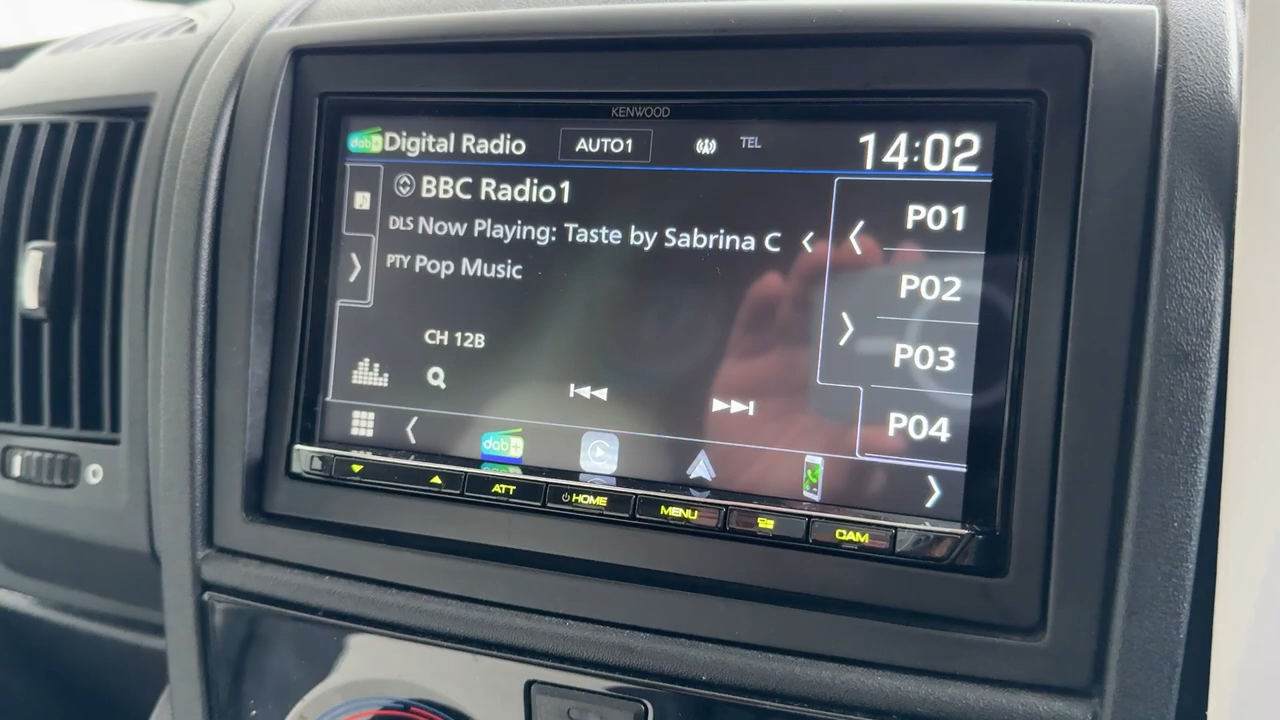 KENWOOD
dab+ Digital Radio AUTO1 TEL 14:02
BBC Radio1
DLS Now Playing: Taste by Sabrina C
PTY Pop Music
CH 12B
P01
P02
P03
P04
dab+
ATT
HOME
MENU
CAM